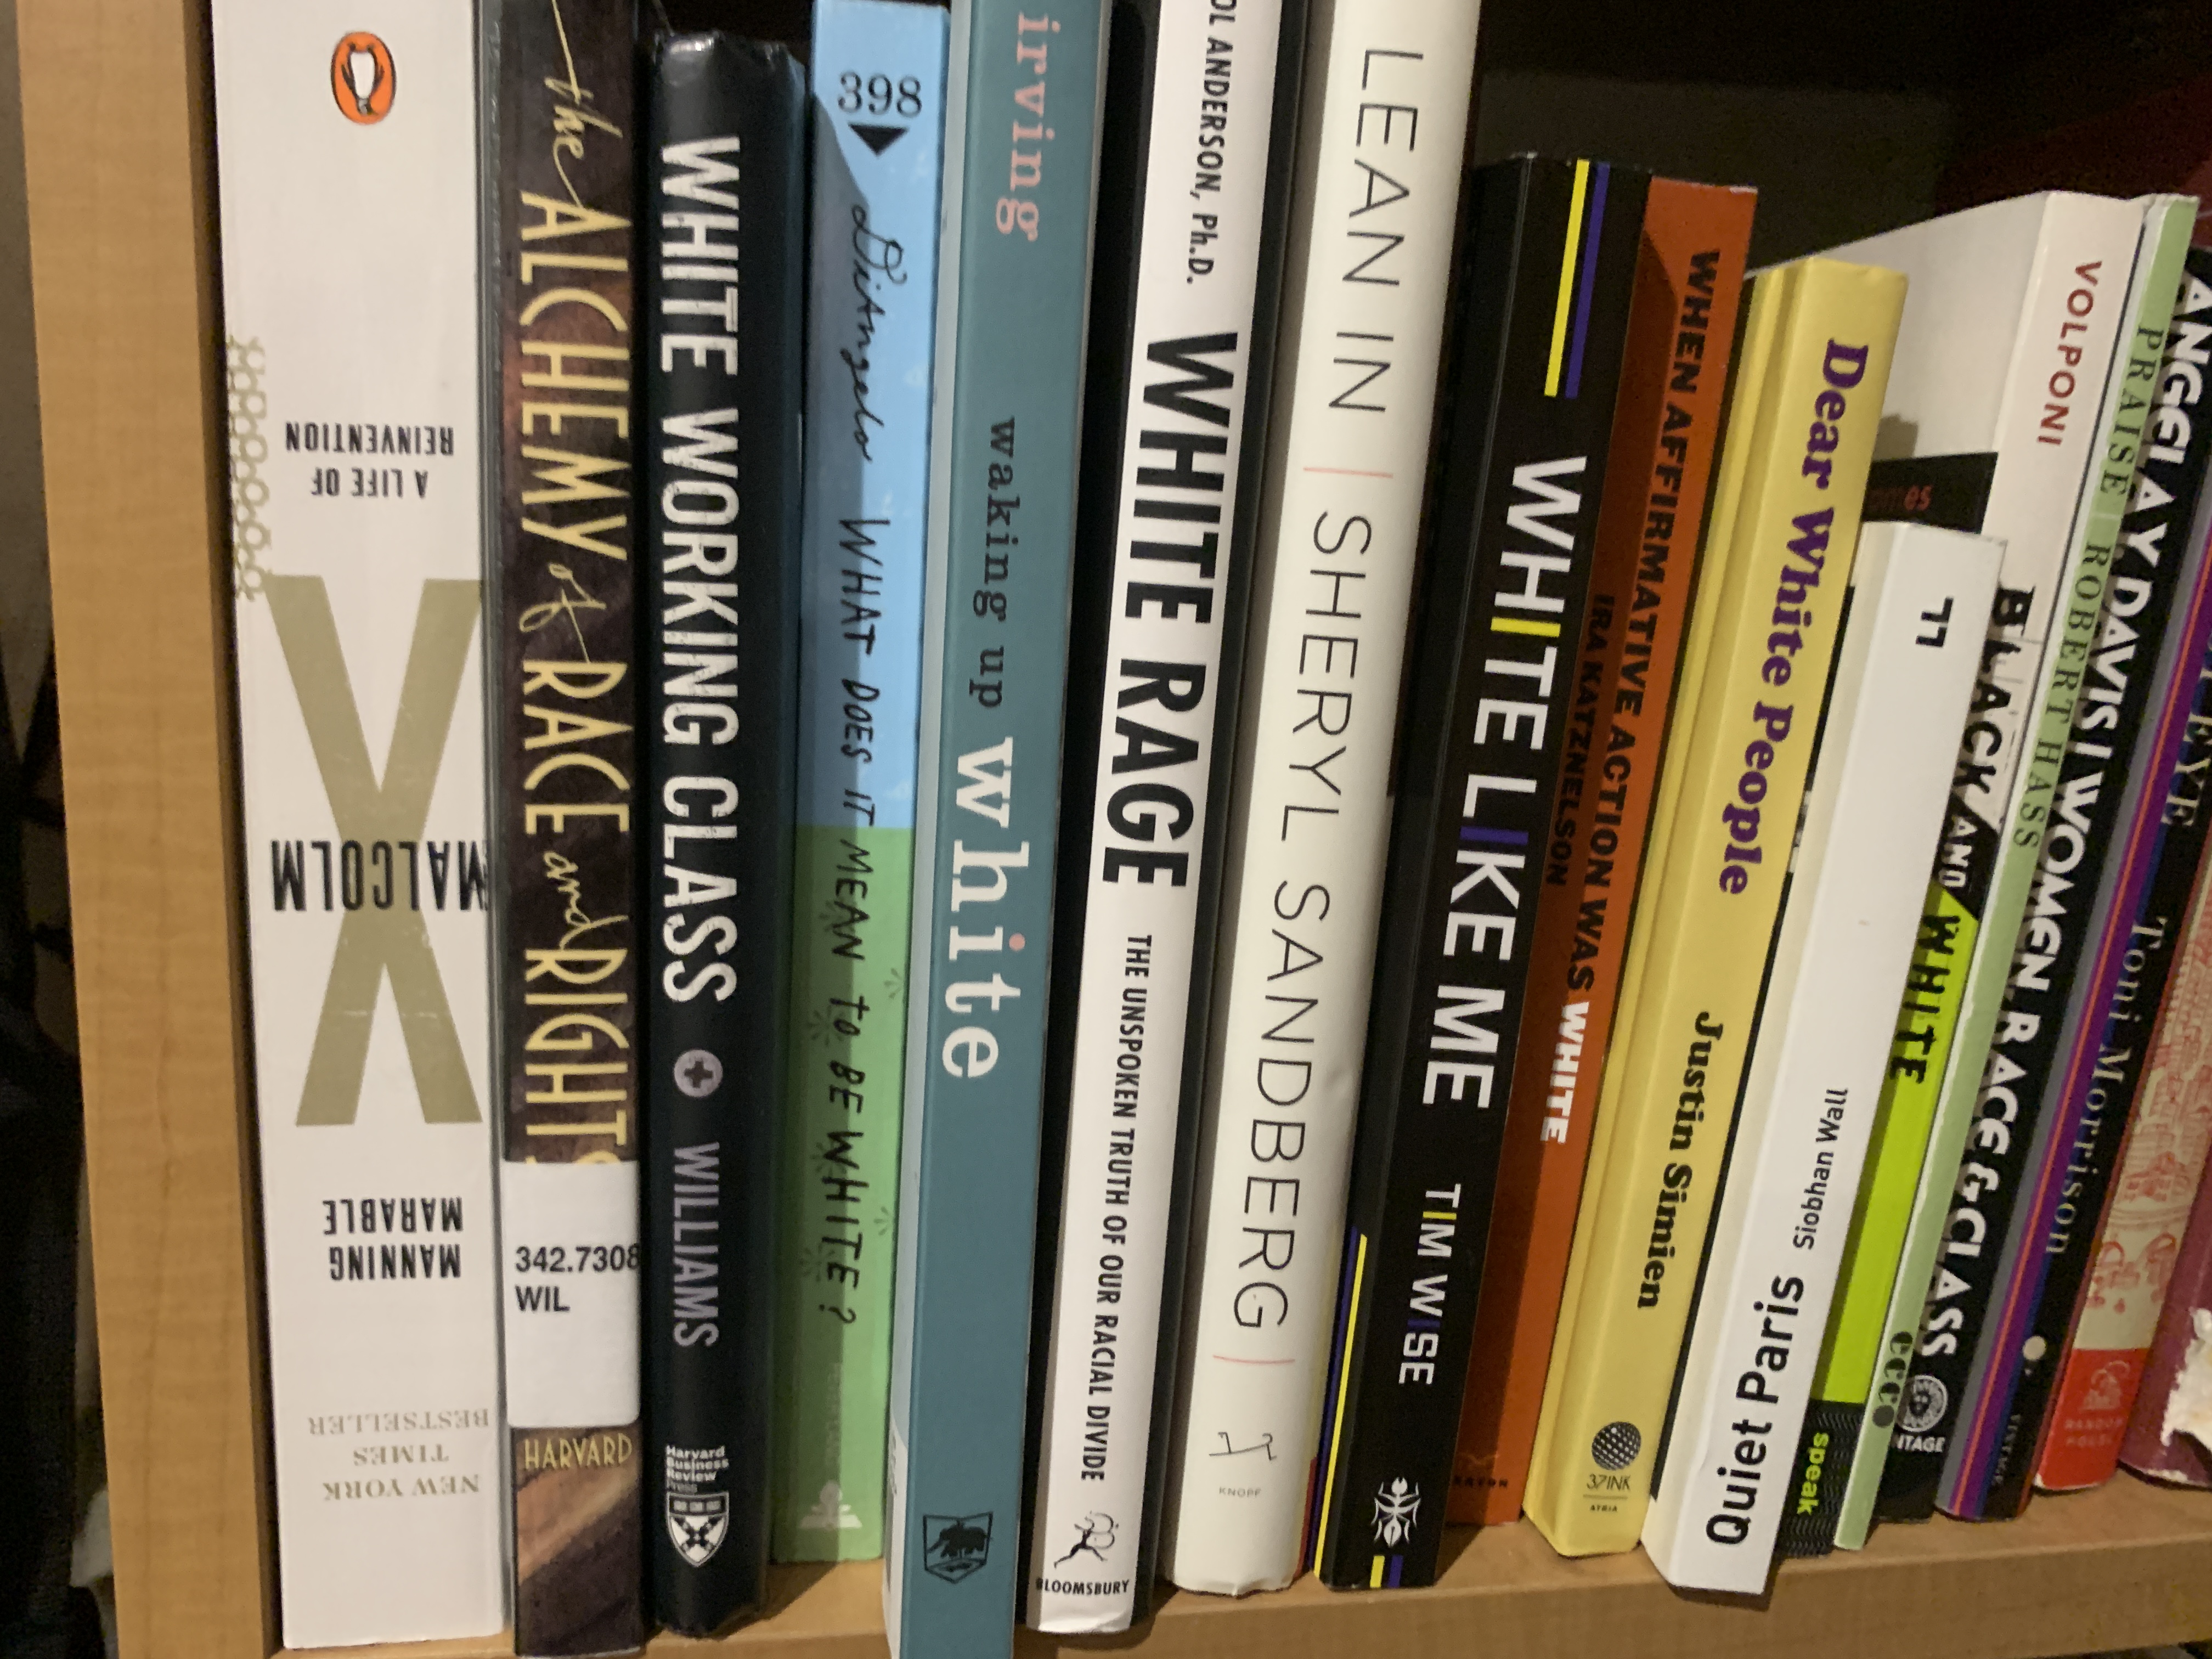 A LIFE OF
REINVENTION
MALCOLM
X
MANNING
MARABLE
NEW YORK
TIMES
BESTSELLER
the ALCHEMY of RACE and RIGHTS
342.7308
WIL
HARVARD
WHITE WORKING CLASS
WILLIAMS
Harvard
Business
Review
Press
398
DiAngelo
WHAT DOES IT MEAN to BE WHITE?
irving
waking up white
ANDERSON, Ph.D.
WHITE RAGE
THE UNSPOKEN TRUTH OF OUR RACIAL DIVIDE
BLOOMSBURY
LEAN IN | SHERYL SANDBERG |
KNOPF
WHITE LIKE ME
TIM WISE
WHEN AFFIRMATIVE ACTION WAS WHITE
IRA KATZNELSON
Dear White People
Justin Simien
37INK
ATRIA
Quiet Paris Siobhan Wall
VOLPONI
BLACK AND WHITE
speak
PRAISE | ROBERT HASS
ecco
ANGELA Y. DAVIS | WOMEN, RACE & CLASS
Toni Morrison
RANDOM
HOUSE